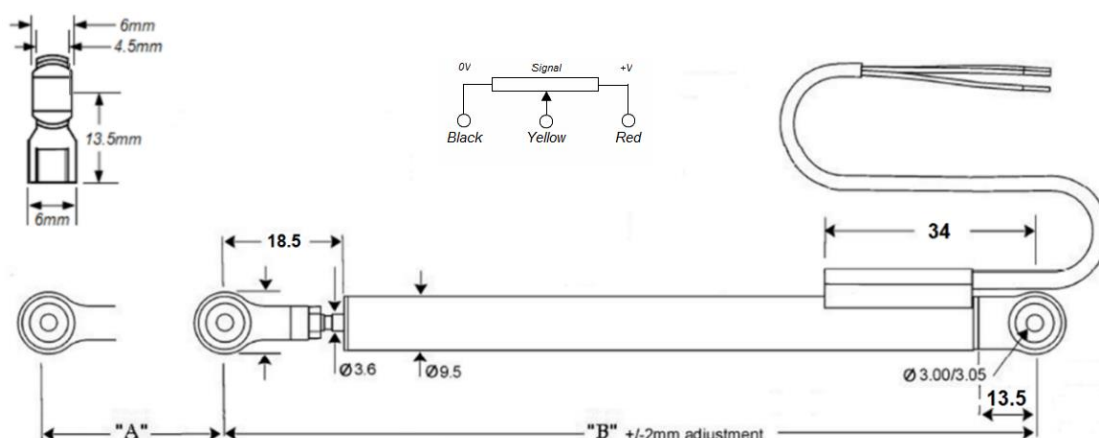 6mm
4.5mm
13.5mm
6mm
0V Signal +V
Black Yellow Red
18.5
34
Ø3.6
Ø9.5
Ø 3.00/3.05
13.5
"A"
"B" +/-2mm adjustment